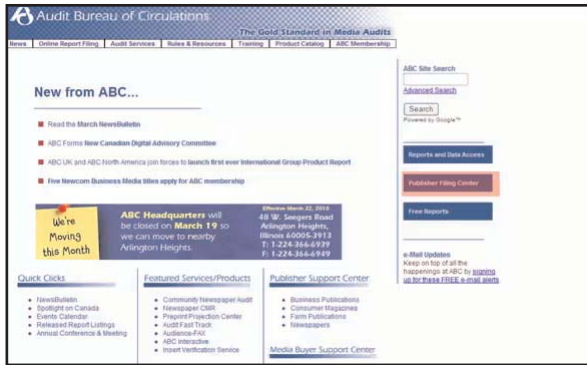 Audit Bureau of Circulations
The Gold Standard in Media Audits
News Online Report Filing Audit Services Rules & Resources Training Product Catalog ABC Membership
New from ABC...
Read the March NewsBulletin
ABC Forms New Canadian Digital Advisory Committee
ABC UK and ABC North America join forces to launch first ever International Group Product Report
Five Newcom Business Media titles apply for ABC membership
We're
Moving
this Month
ABC Headquarters will
be closed on March 19 so
we can move to nearby
Arlington Heights.
Effective March 22, 2010
48 W. Seegers Road
Arlington Heights,
Illinois 60005-3913
T: 1-224-366-6939
F: 1-224-366-6949
Quick Clicks
NewsBulletin
Spotlight on Canada
Events Calendar
Released Report Listings
Annual Conference & Meeting
Featured Services/Products
Community Newspaper Audit
Newspaper CMR
Preprint Projection Center
Audit Fast Track
Audience-FAX
ABC Interactive
Insert Verification Service
Publisher Support Center
Business Publications
Consumer Magazines
Farm Publications
Newspapers
Media Buyer Support Center
ABC Site Search
Advanced Search
Search
Powered by Google™
Reports and Data Access
Publisher Filing Center
Free Reports
e-Mail Updates
Keep on top of all the
happenings at ABC by signing
up for these FREE e-mail alerts